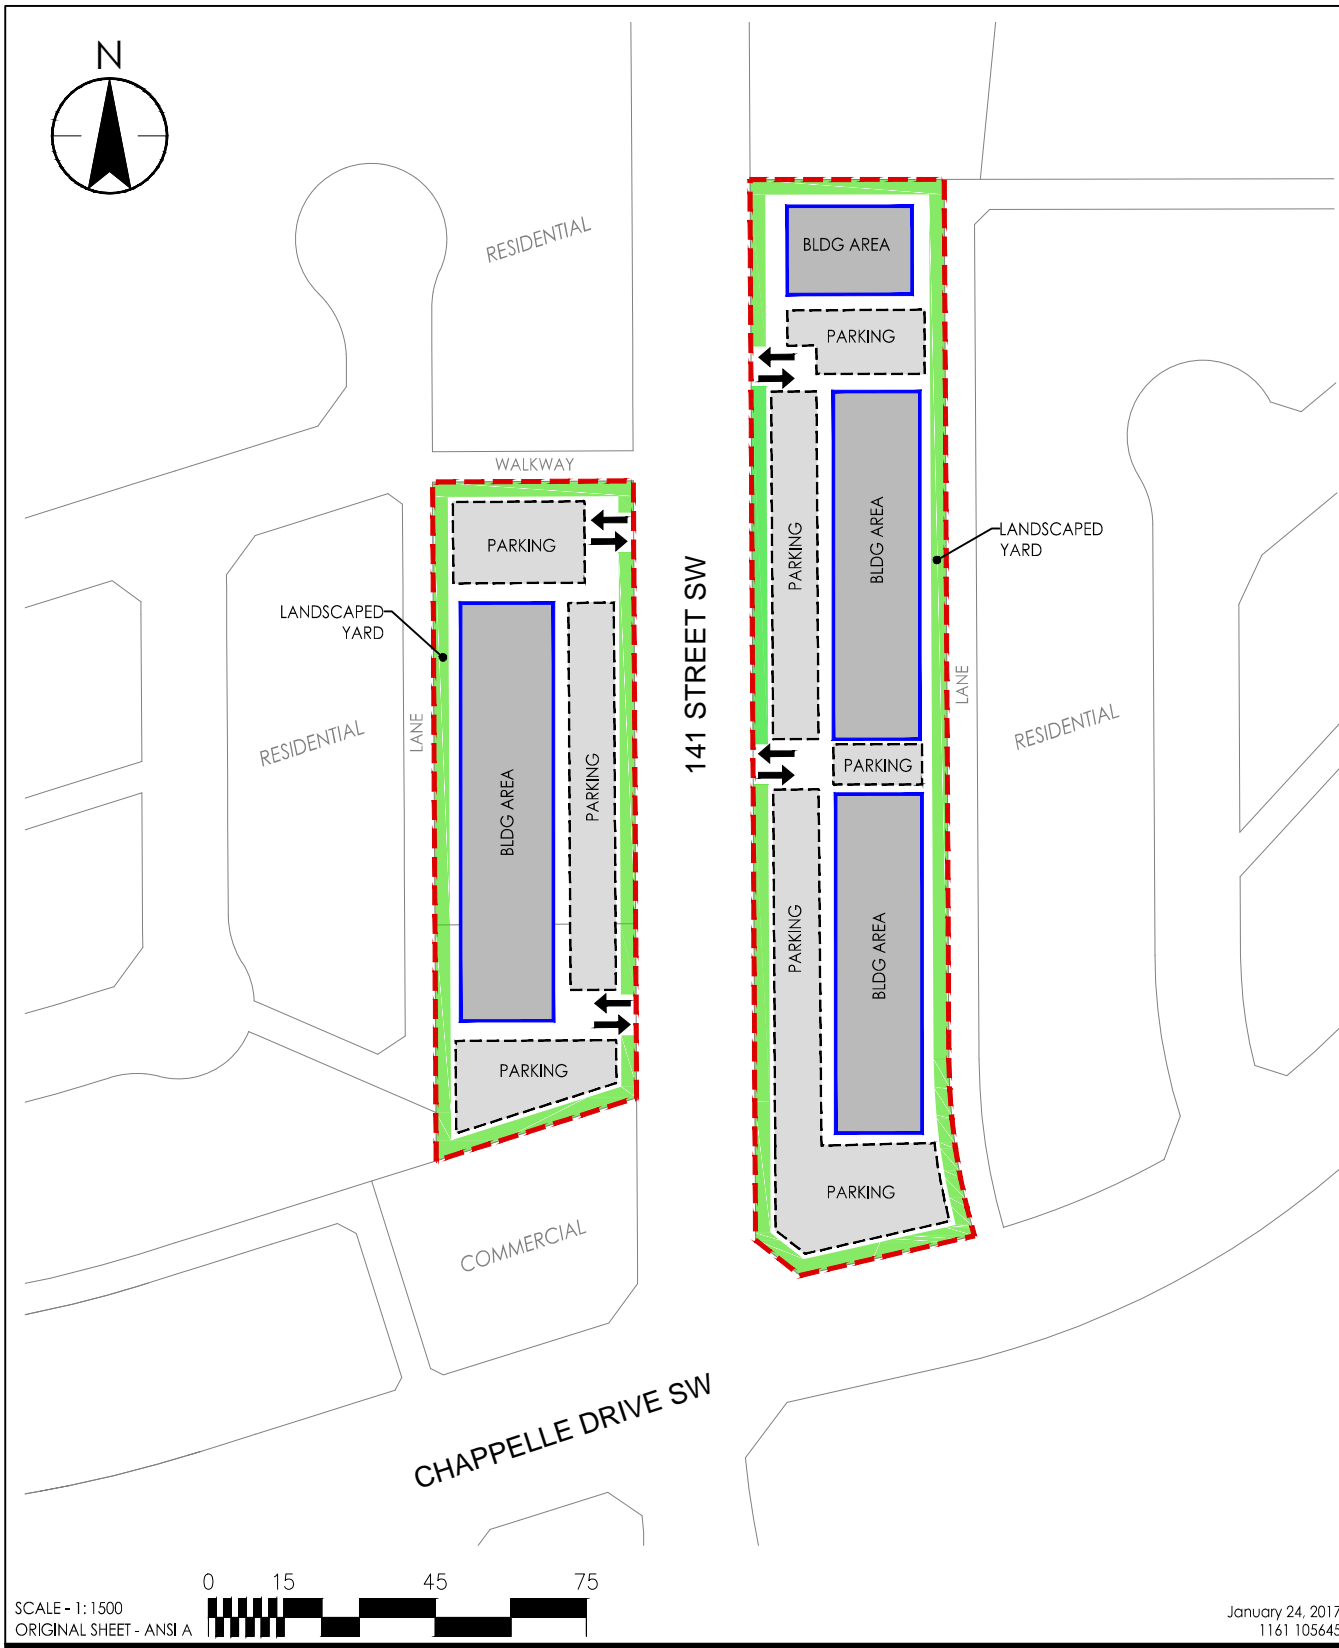 N
RESIDENTIAL
BLDG AREA
PARKING
WALKWAY
PARKING
LANDSCAPED
YARD
PARKING
BLDG AREA
LANDSCAPED
YARD
141 STREET SW
LANE
RESIDENTIAL
LANE
RESIDENTIAL
PARKING
BLDG AREA
PARKING
PARKING
BLDG AREA
PARKING
PARKING
COMMERCIAL
CHAPPELLE DRIVE SW
0 15 45 75
SCALE - 1: 1500
ORIGINAL SHEET - ANSI A
January 24, 2017
1161 105645